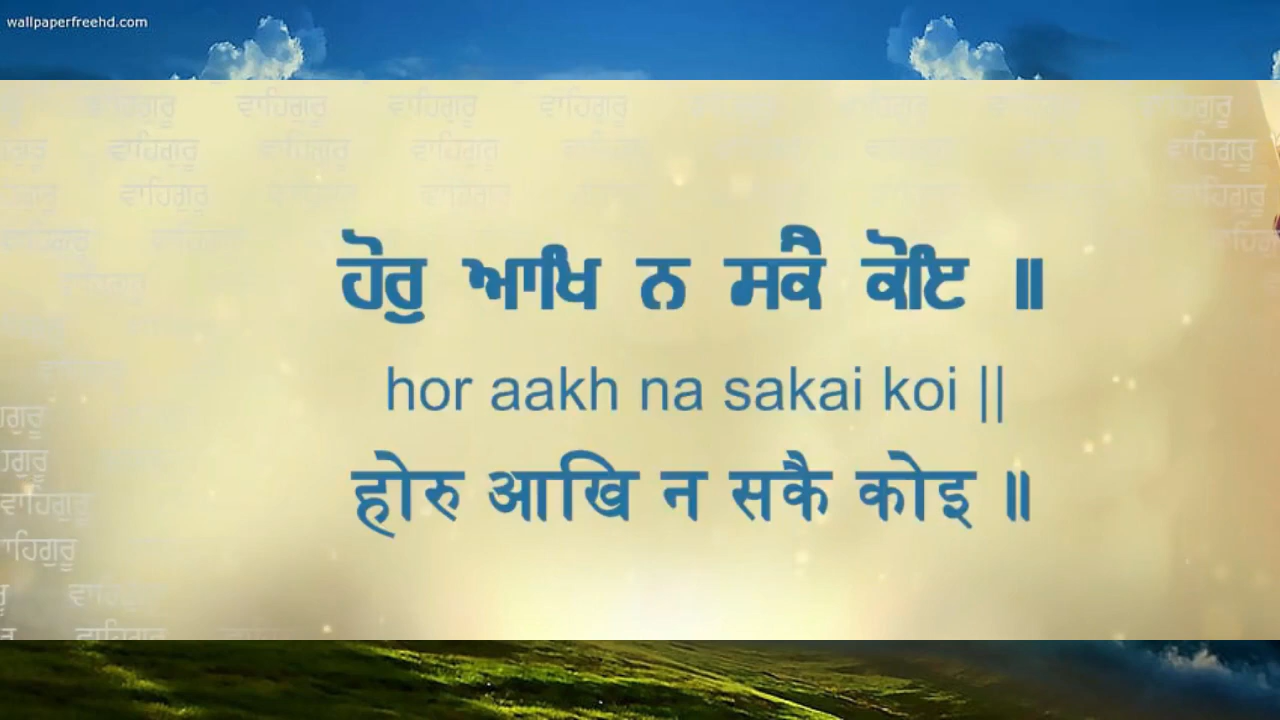 wallpaperfreehd.com
ਵਾਹਿਗੁਰੂ ਵਾਹਿਗੁਰੂ ਵਾਹਿਗੁਰੂ ਵਾਹਿਗੁਰੂ ਵਾਹਿਗੁਰੂ
ਵਾਹਿਗੁਰੂ ਵਾਹਿਗੁਰੂ ਵਾਹਿਗੁਰੂ ਵਾਹਿਗੁਰੂ
ਵਾਹਿਗੁਰੂ ਵਾਹਿਗੁਰੂ ਵਾਹਿਗੁਰੂ
ਹੋਰੁ ਆਖਿ ਨ ਸਕੈ ਕੋਇ ॥
hor aakh na sakai koi ||
होरु आखि न सकै कोइ ॥
ਵਾਹਿਗੁਰੂ